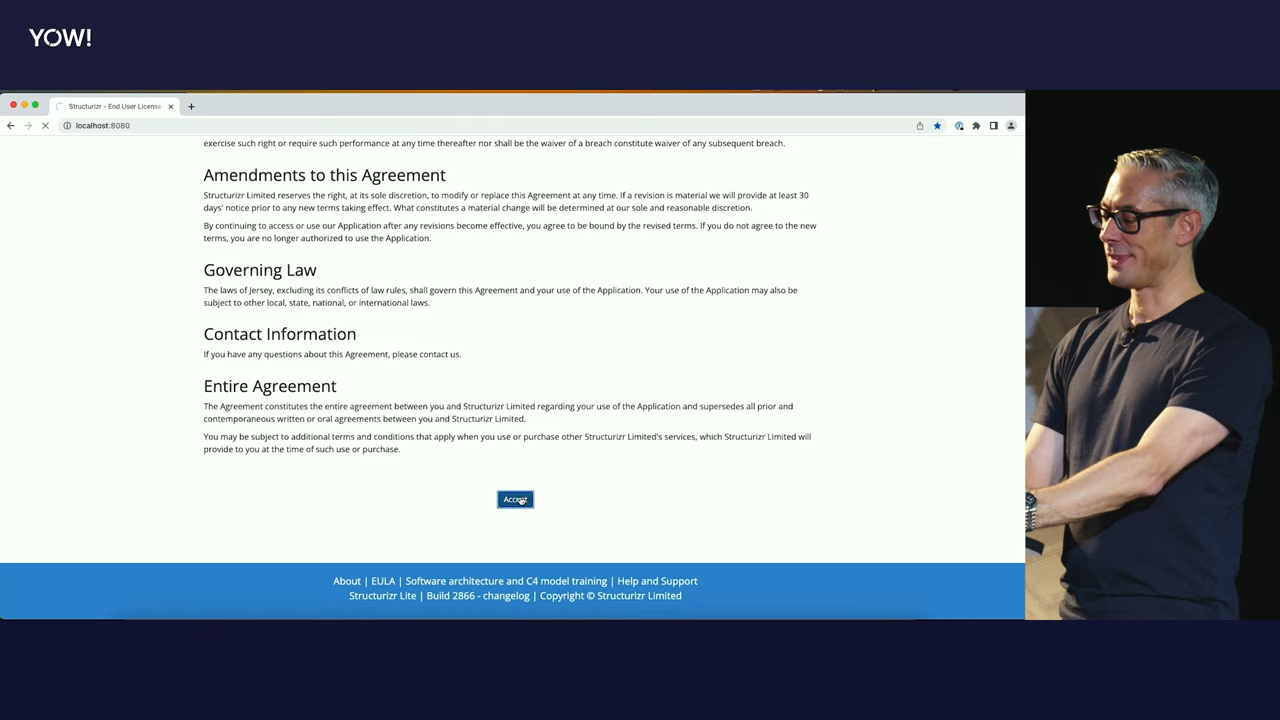 YOW!
Structurizr - End User License
localhost:8080
exercise such right or require such performance at any time thereafter nor shall be the waiver of a breach constitute waiver of any subsequent breach.
Amendments to this Agreement
Structurizr Limited reserves the right, at its sole discretion, to modify or replace this Agreement at any time. If a revision is material we will provide at least 30
days' notice prior to any new terms taking effect. What constitutes a material change will be determined at our sole and reasonable discretion.
By continuing to access or use our Application after any revisions become effective, you agree to be bound by the revised terms. If you do not agree to the new
terms, you are no longer authorized to use the Application.
Governing Law
The laws of Jersey, excluding its conflicts of law rules, shall govern this Agreement and your use of the Application. Your use of the Application may also be
subject to other local, state, national, or international laws.
Contact Information
If you have any questions about this Agreement, please contact us.
Entire Agreement
The Agreement constitutes the entire agreement between you and Structurizr Limited regarding your use of the Application and supersedes all prior and
contemporaneous written or oral agreements between you and Structurizr Limited.
You may be subject to additional terms and conditions that apply when you use or purchase other Structurizr Limited's services, which Structurizr Limited will
provide to you at the time of such use or purchase.
Accept
About | EULA | Software architecture and C4 model training | Help and Support
Structurizr Lite | Build 2866 - changelog | Copyright © Structurizr Limited